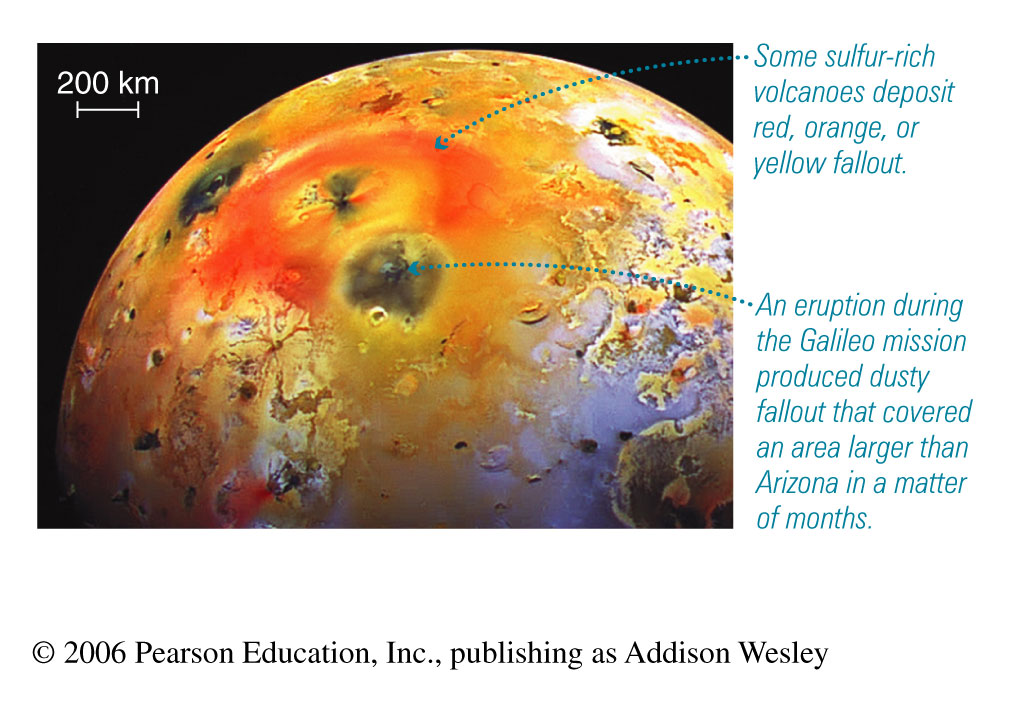 200 km
Some sulfur-rich
volcanoes deposit
red, orange, or
yellow fallout.
An eruption during
the Galileo mission
produced dusty
fallout that covered
an area larger than
Arizona in a matter
of months.
© 2006 Pearson Education, Inc., publishing as Addison Wesley